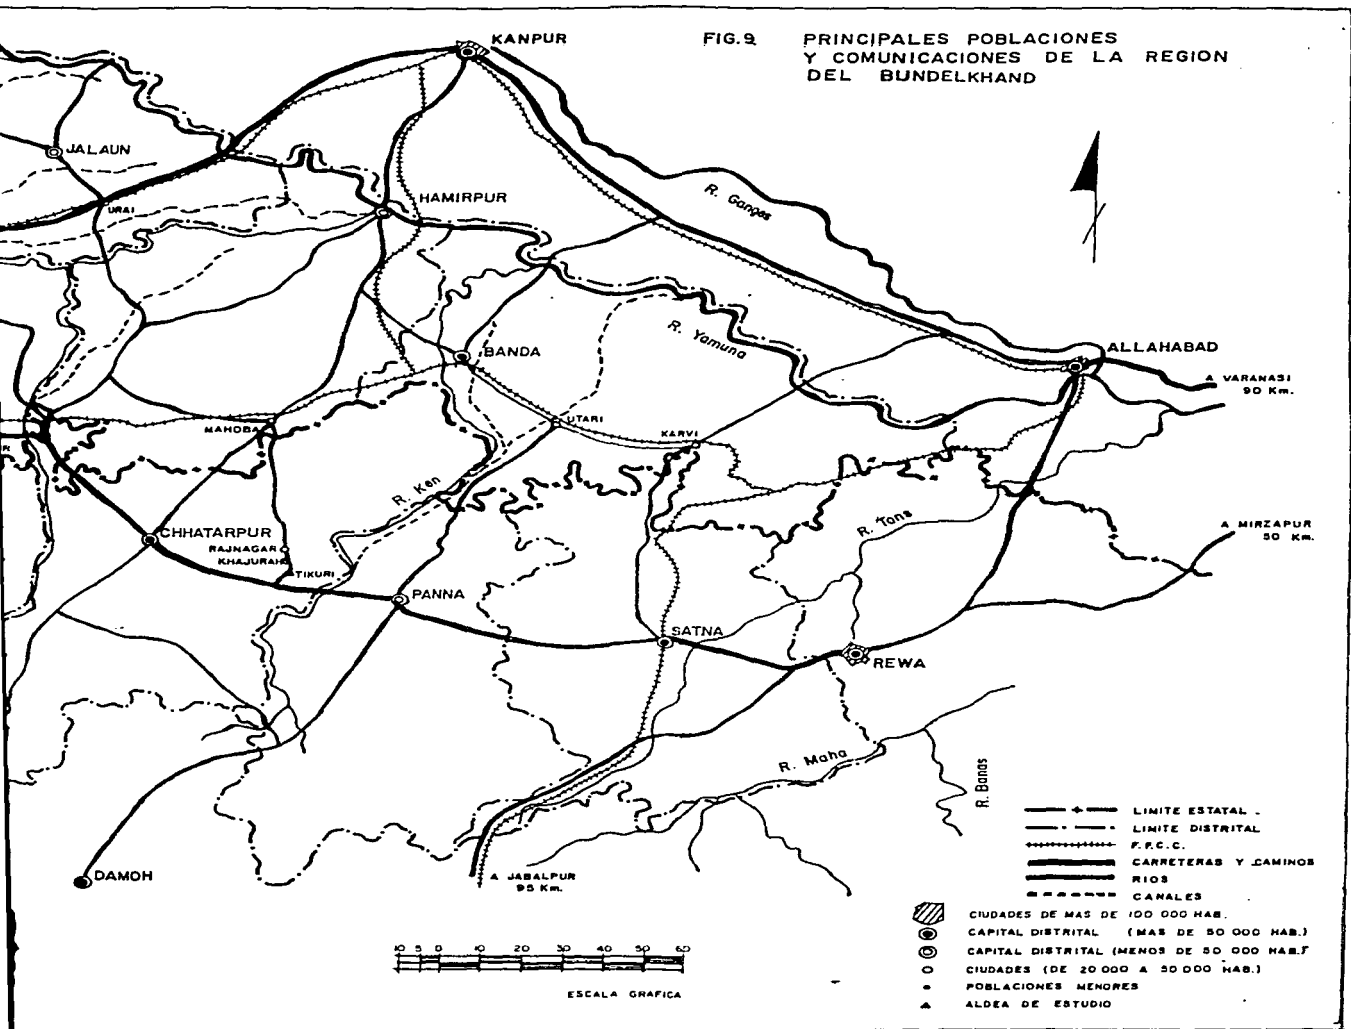 KANPUR
FIG.9
PRINCIPALES POBLACIONES
Y COMUNICACIONES DE LA REGION
DEL BUNDELKHAND
JALAUN
R. Ganges
HAMIRPUR
URAI
R. Yamuna
BANDA
ALLAHABAD
A VARANASI
90 Km.
UTARI
MAHOBA
KARVI
R. Ken
R. Tons
A MIRZAPUR
50 Km.
CHHATARPUR
RAJNAGAR
KHAJURAHO
TIKURI
PANNA
SATNA
REWA
R. Maha
R. Banas
DAMOH
A JABALPUR
95 Km.
LIMITE ESTATAL
LIMITE DISTRITAL
F.F.C.C.
CARRETERAS Y CAMINOS
RIOS
CANALES
CIUDADES DE MAS DE 100 000 HAB.
CAPITAL DISTRITAL (MAS DE 50 000 HAB.)
CAPITAL DISTRITAL (MENOS DE 50 000 HAB.)
CIUDADES (DE 20 000 A 50 000 HAB.)
POBLACIONES MENORES
ALDEA DE ESTUDIO
10 5 0 10 20 30 40 50 60
ESCALA GRAFICA